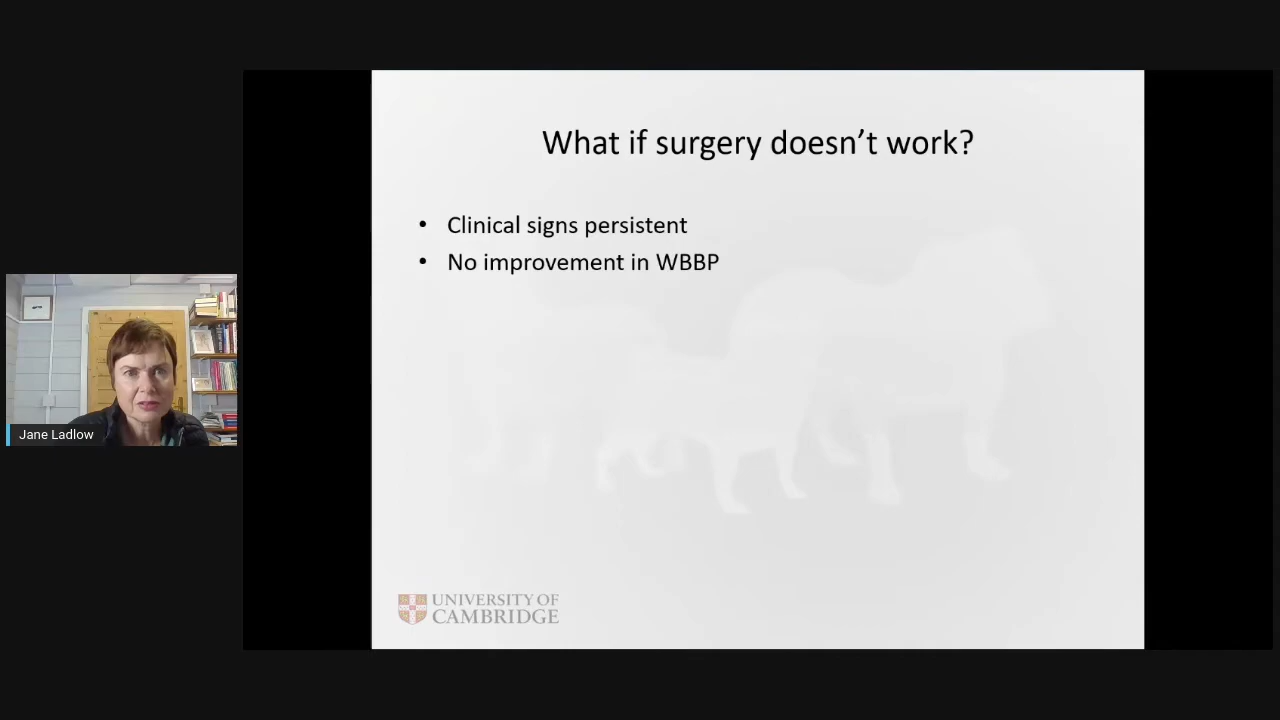 What if surgery doesn’t work?
• Clinical signs persistent
• No improvement in WBBP
Jane Ladlow
UNIVERSITY OF
CAMBRIDGE